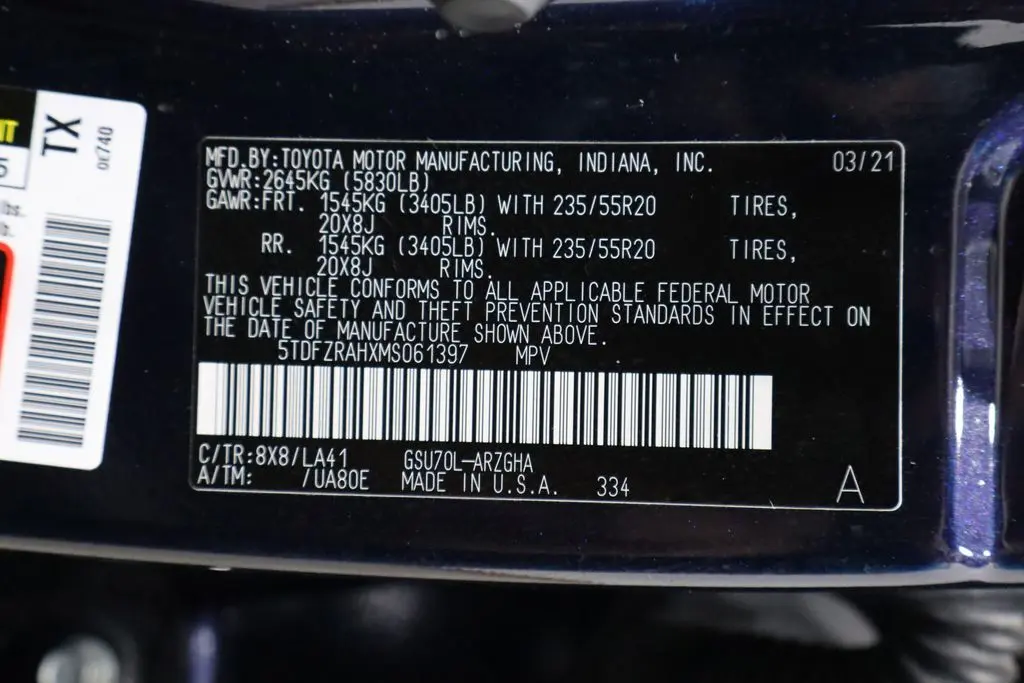 TX
0E740
5
lbs.
MFD.BY:TOYOTA MOTOR MANUFACTURING, INDIANA, INC. 03/21
GVWR:2645KG (5830LB)
GAWR:FRT. 1545KG (3405LB) WITH 235/55R20 TIRES,
20X8J RIMS.
RR. 1545KG (3405LB) WITH 235/55R20 TIRES,
20X8J RIMS.
THIS VEHICLE CONFORMS TO ALL APPLICABLE FEDERAL MOTOR
VEHICLE SAFETY AND THEFT PREVENTION STANDARDS IN EFFECT ON
THE DATE OF MANUFACTURE SHOWN ABOVE.
5TDFZRAHXMS061397 MPV
C/TR:8X8/LA41 GSU70L-ARZGHA
A/TM: /UA80E MADE IN U.S.A. 334 A